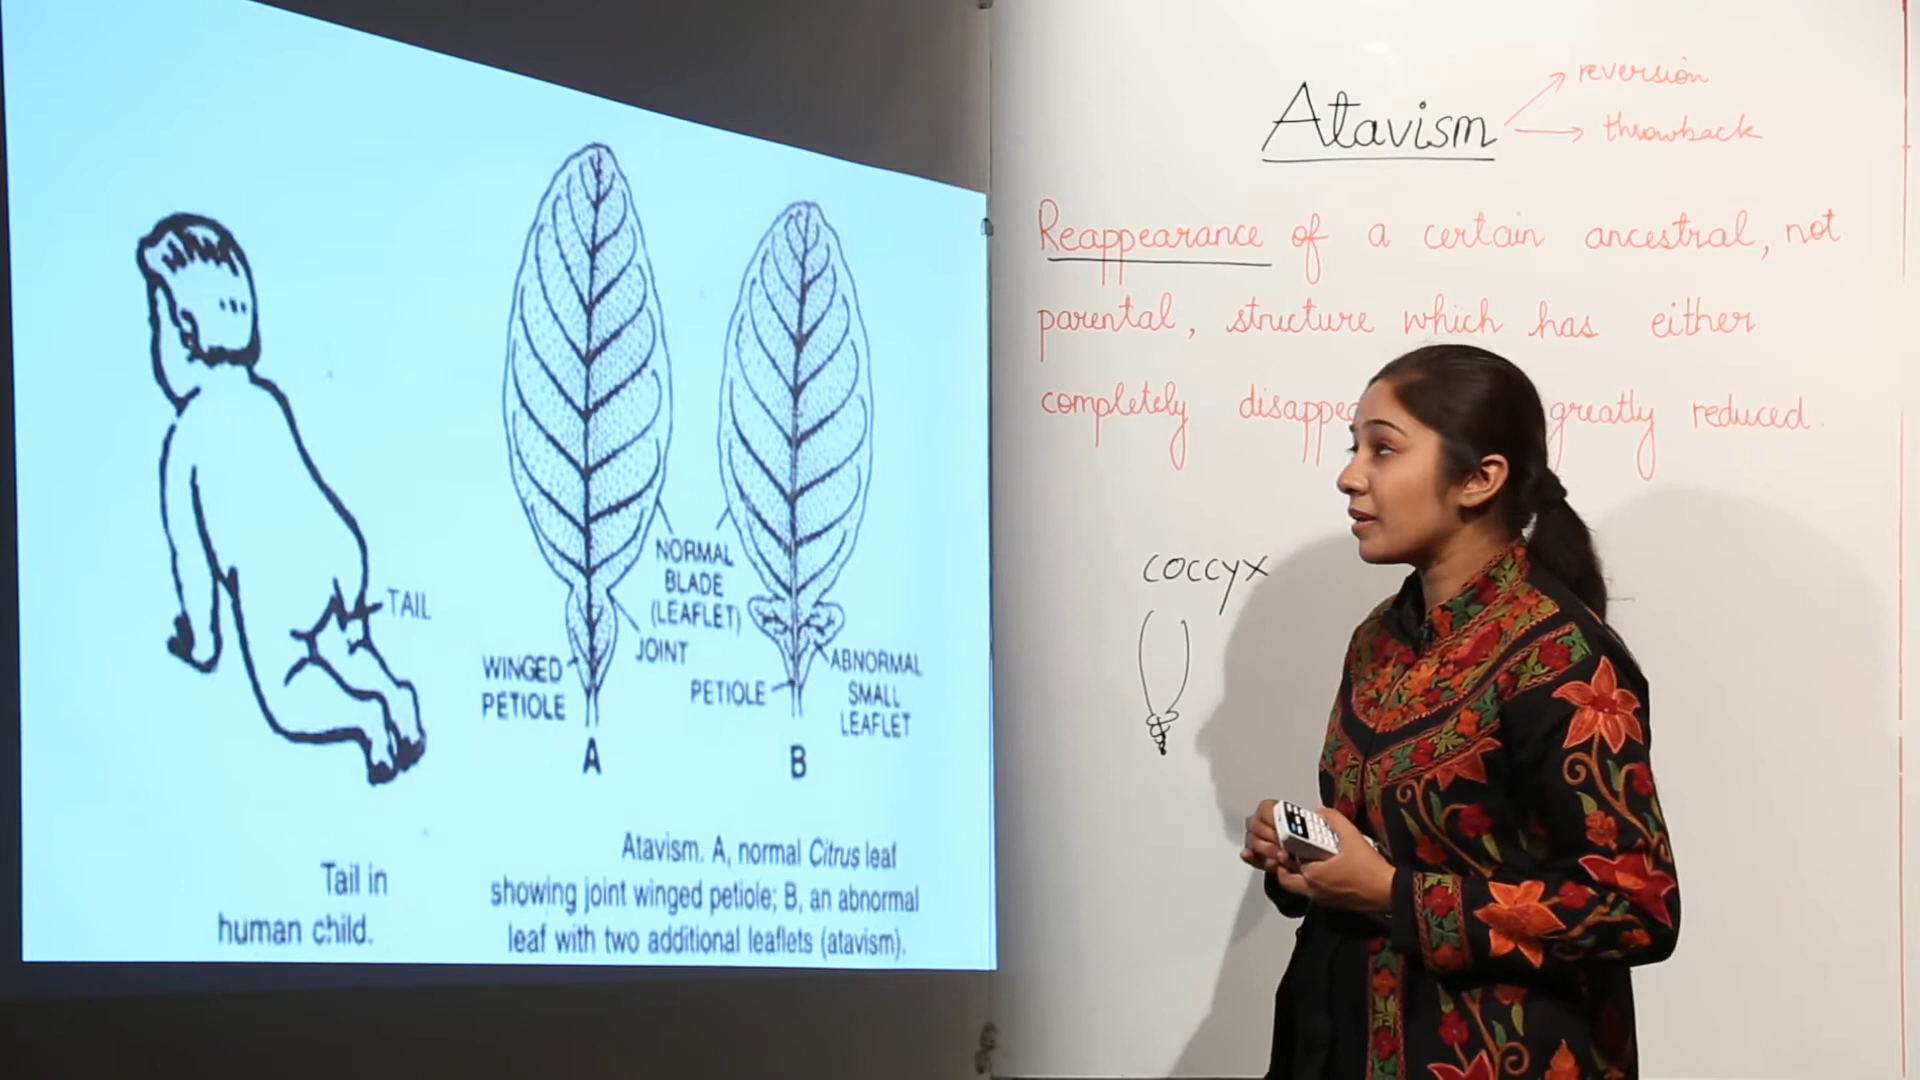 TAIL
NORMAL
BLADE
(LEAFLET)
JOINT
WINGED
PETIOLE
PETIOLE
ABNORMAL
SMALL
LEAFLET
A
B
Tail in
human child.
Atavism. A, normal Citrus leaf
showing joint winged petiole; B, an abnormal
leaf with two additional leaflets (atavism).
Atavism
reversion
throwback
Reappearance of a certain ancestral, not
parental, structure which has either
completely greatly reduced.
coccyx